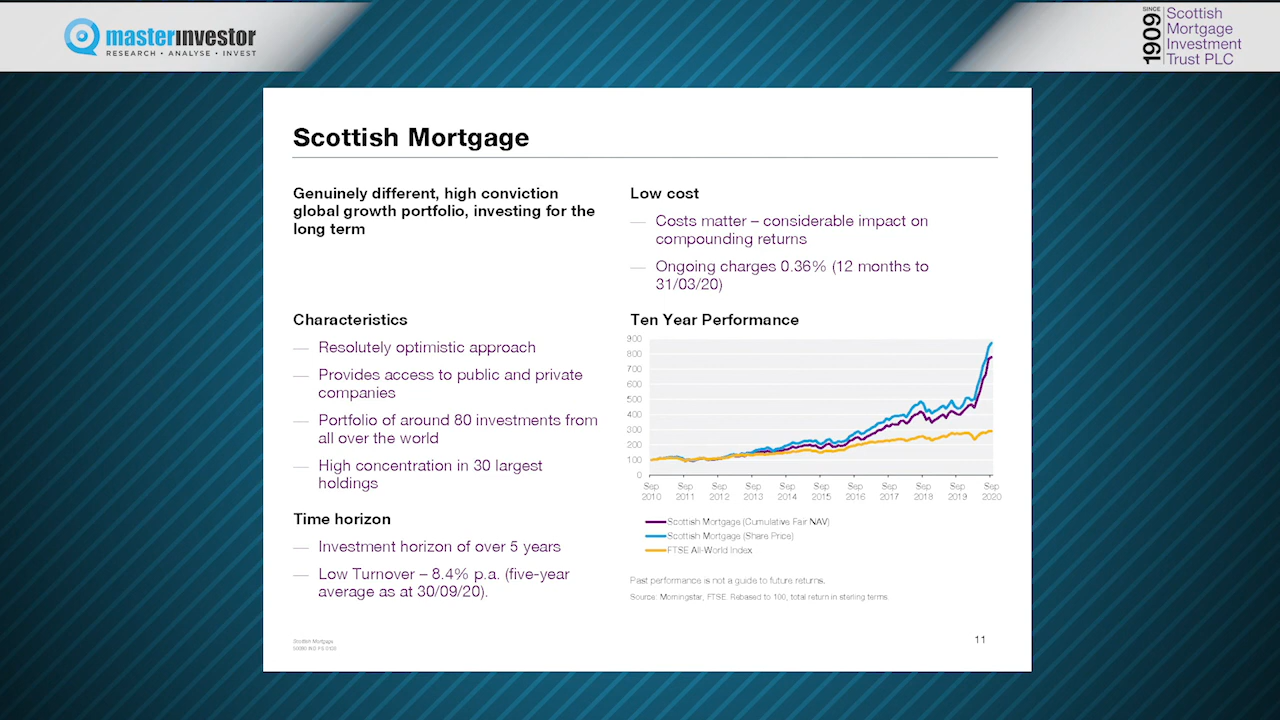 masterinvestor
RESEARCH • ANALYSE • INVEST
SINCE
1909
Scottish
Mortgage
Investment
Trust PLC
Scottish Mortgage
Genuinely different, high conviction
global growth portfolio, investing for the
long term
Characteristics
— Resolutely optimistic approach
— Provides access to public and private
companies
— Portfolio of around 80 investments from
all over the world
— High concentration in 30 largest
holdings
Time horizon
— Investment horizon of over 5 years
— Low Turnover – 8.4% p.a. (five-year
average as at 30/09/20).
Low cost
— Costs matter – considerable impact on
compounding returns
— Ongoing charges 0.36% (12 months to
31/03/20)
Ten Year Performance
900
800
700
600
500
400
300
200
100
0
Sep Sep Sep Sep Sep Sep Sep Sep Sep Sep Sep
2010 2011 2012 2013 2014 2015 2016 2017 2018 2019 2020
Scottish Mortgage (Cumulative Fair NAV)
Scottish Mortgage (Share Price)
FTSE All-World Index
Past performance is not a guide to future returns.
Source: Morningstar, FTSE. Rebased to 100, total return in sterling terms.
Scottish Mortgage
11